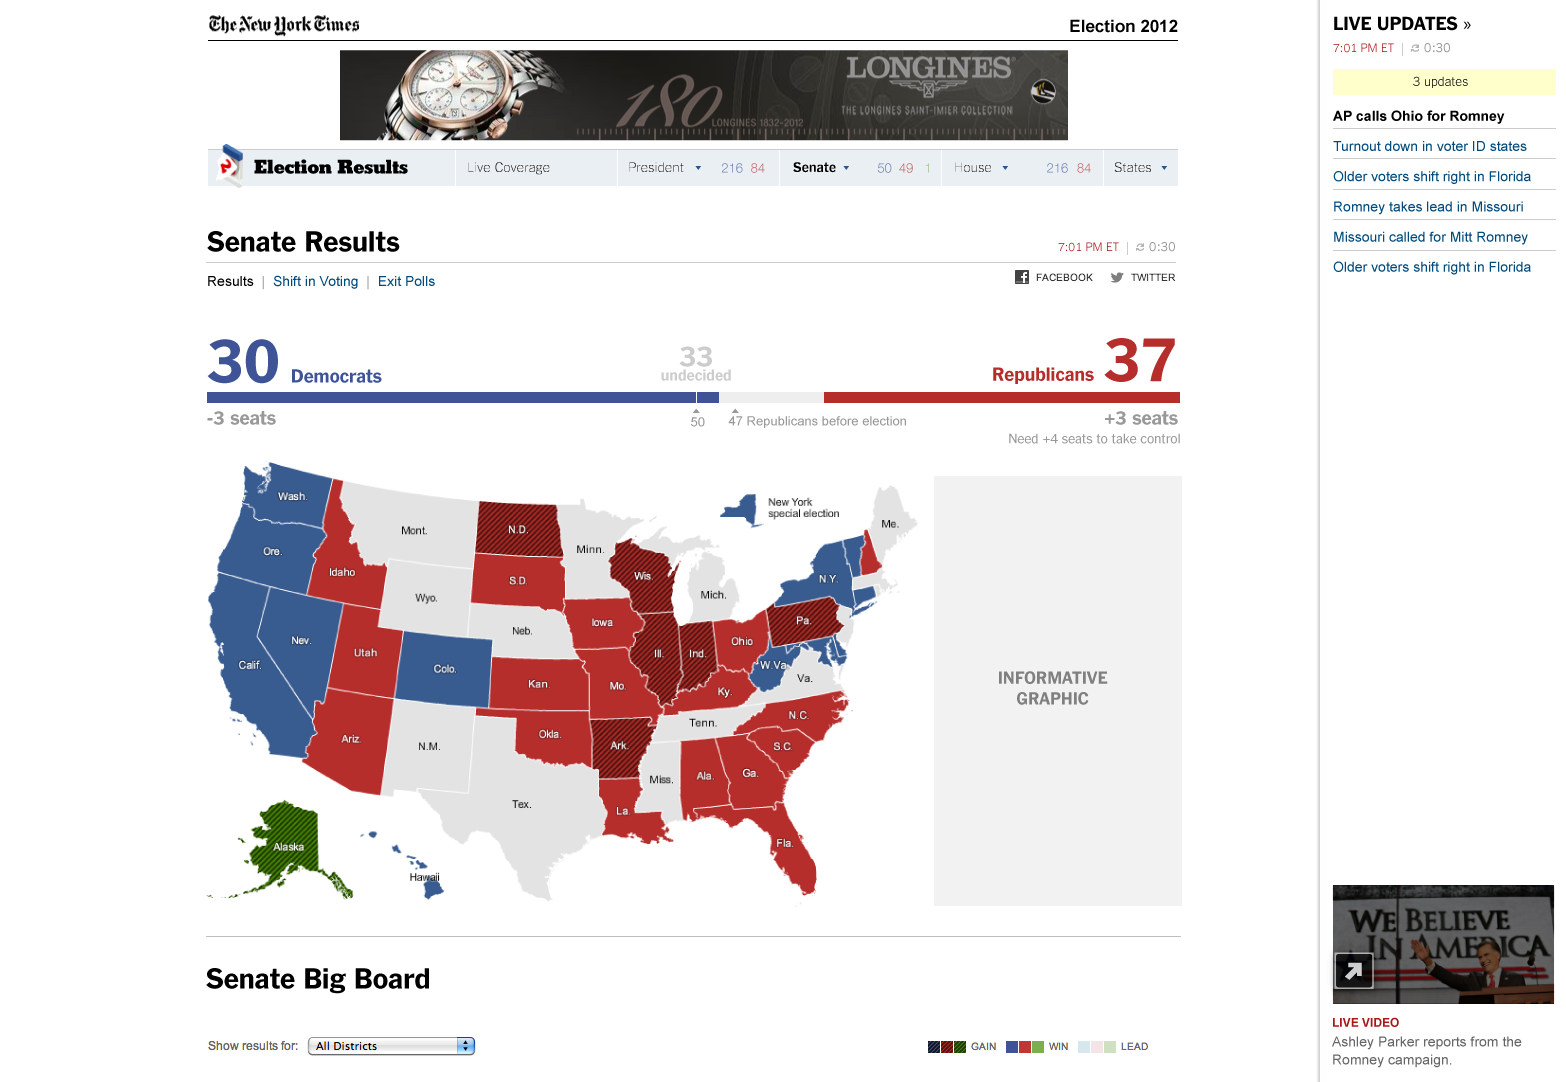 The New York Times
Election 2012
LONGINES
180
LONGINES 1832-2012
THE LONGINES SAINT-IMIER COLLECTION
Election Results
Live Coverage
President 216 84
Senate 50 49 1
House 216 84
States
Senate Results
7:01 PM ET | 0:30
Results | Shift in Voting | Exit Polls
FACEBOOK TWITTER
30 Democrats
33
undecided
Republicans 37
-3 seats
50
47 Republicans before election
+3 seats
Need +4 seats to take control
Wash.
Ore.
Calif.
Nev.
Idaho
Mont.
Wyo.
Utah
Colo.
Ariz.
N.M.
N.D.
S.D.
Neb.
Kan.
Okla.
Tex.
Minn.
Iowa
Mo.
Ark.
La.
Wis.
Ill.
Ind.
Mich.
Ohio
Ky.
Tenn.
Miss.
Ala.
Ga.
Fla.
S.C.
N.C.
Va.
W.Va.
Pa.
N.Y.
Me.
New York
special election
Alaska
Hawaii
INFORMATIVE
GRAPHIC
Senate Big Board
Show results for: All Districts
GAIN WIN LEAD
LIVE UPDATES »
7:01 PM ET | 0:30
3 updates
AP calls Ohio for Romney
Turnout down in voter ID states
Older voters shift right in Florida
Romney takes lead in Missouri
Missouri called for Mitt Romney
Older voters shift right in Florida
WE BELIEVE
IN AMERICA
LIVE VIDEO
Ashley Parker reports from the
Romney campaign.